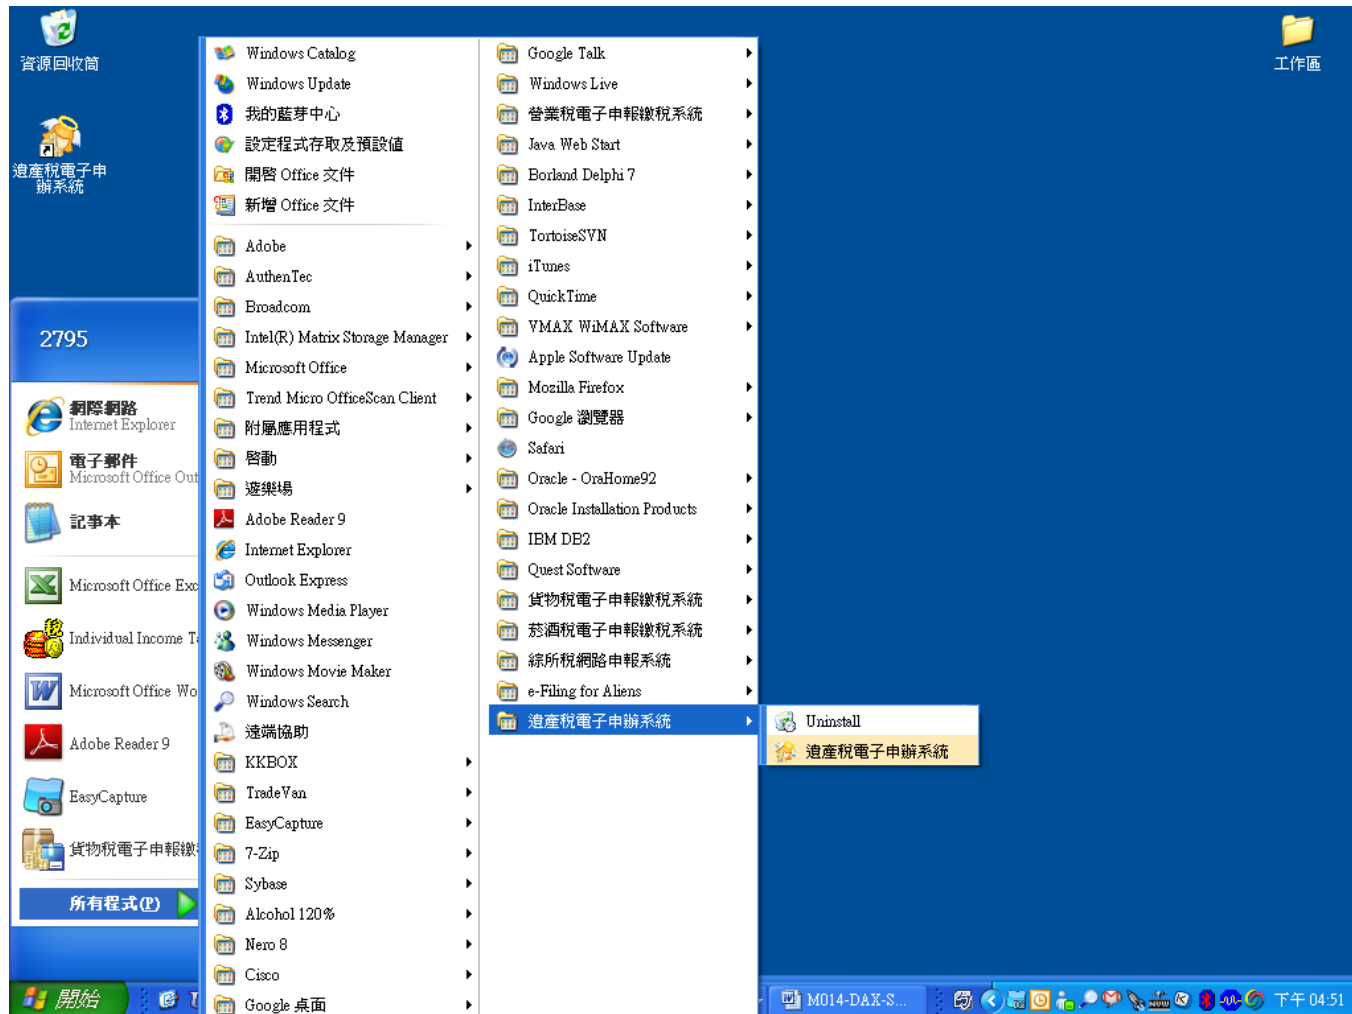 資源回收筒
工作區
遺產稅電子申
辦系統
2795
網際網路
Internet Explorer
電子郵件
Microsoft Office Out
記事本
Microsoft Office Exc
Individual Income T
Microsoft Office Wo
Adobe Reader 9
EasyCapture
貨物稅電子申報繳
所有程式(P)
Windows Catalog
Windows Update
我的藍芽中心
設定程式存取及預設值
開啓 Office 文件
新增 Office 文件
Adobe
AuthenTec
Broadcom
Intel(R) Matrix Storage Manager
Microsoft Office
Trend Micro OfficeScan Client
附屬應用程式
啓動
遊樂場
Adobe Reader 9
Internet Explorer
Outlook Express
Windows Media Player
Windows Messenger
Windows Movie Maker
Windows Search
遠端協助
KKBOX
TradeVan
EasyCapture
7-Zip
Sybase
Alcohol 120%
Nero 8
Cisco
Google 桌面
Google Talk
Windows Live
營業稅電子申報繳稅系統
Java Web Start
Borland Delphi 7
InterBase
TortoiseSVN
iTunes
QuickTime
VMAX WiMAX Software
Apple Software Update
Mozilla Firefox
Google 瀏覽器
Safari
Oracle - OraHome92
Oracle Installation Products
IBM DB2
Quest Software
貨物稅電子申報繳稅系統
菸酒稅電子申報繳稅系統
綜所稅網路申報系統
e-Filing for Aliens
遺產稅電子申辦系統
Uninstall
遺產稅電子申辦系統
開始
M014-DAX-S...
下午 04:51